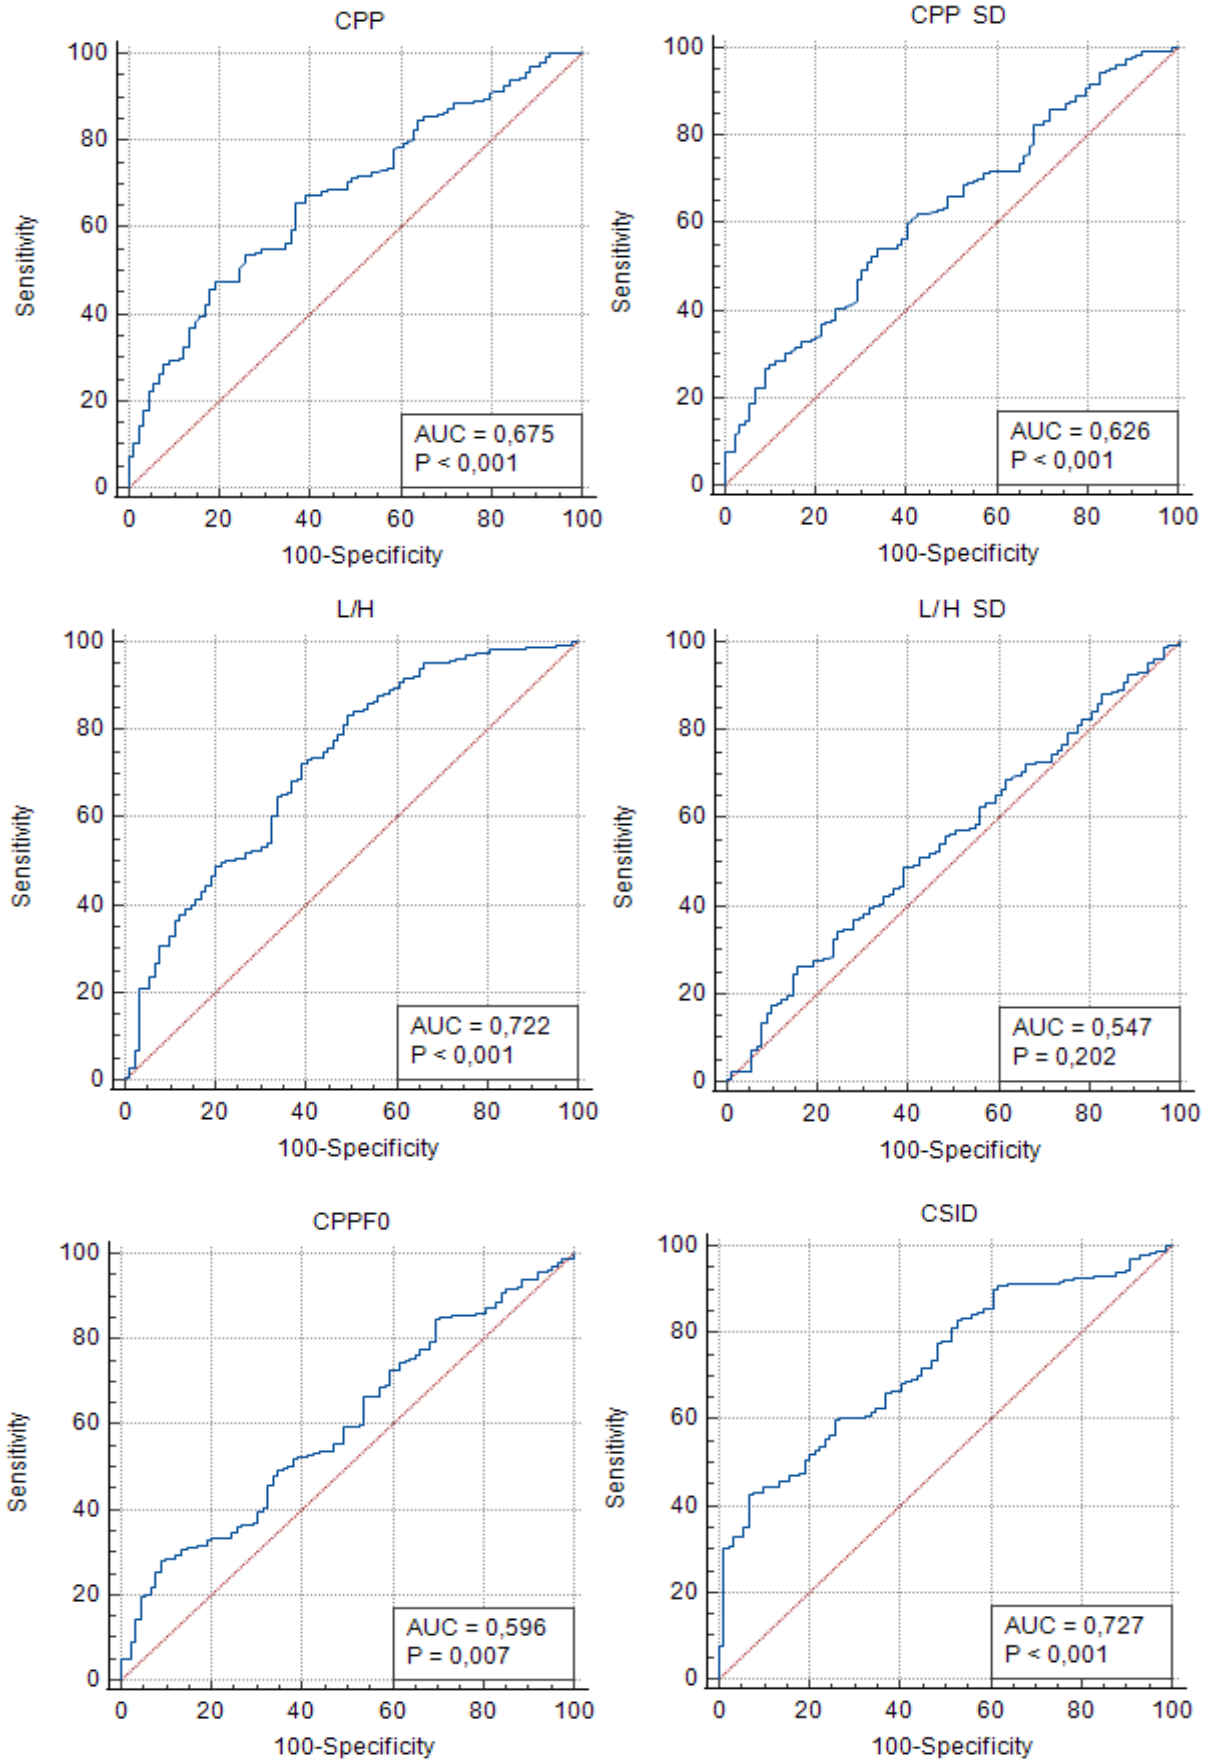 CPP
100
80
60
40
20
0
Sensitivity
AUC = 0,675
P < 0,001
0 20 40 60 80 100
100-Specificity
CPP SD
100
80
60
40
20
0
Sensitivity
AUC = 0,626
P < 0,001
0 20 40 60 80 100
100-Specificity
L/H
100
80
60
40
20
0
Sensitivity
AUC = 0,722
P < 0,001
0 20 40 60 80 100
100-Specificity
L/H SD
100
80
60
40
20
0
Sensitivity
AUC = 0,547
P = 0,202
0 20 40 60 80 100
100-Specificity
CPPF0
100
80
60
40
20
0
Sensitivity
AUC = 0,596
P = 0,007
0 20 40 60 80 100
100-Specificity
CSID
100
80
60
40
20
0
Sensitivity
AUC = 0,727
P < 0,001
0 20 40 60 80 100
100-Specificity